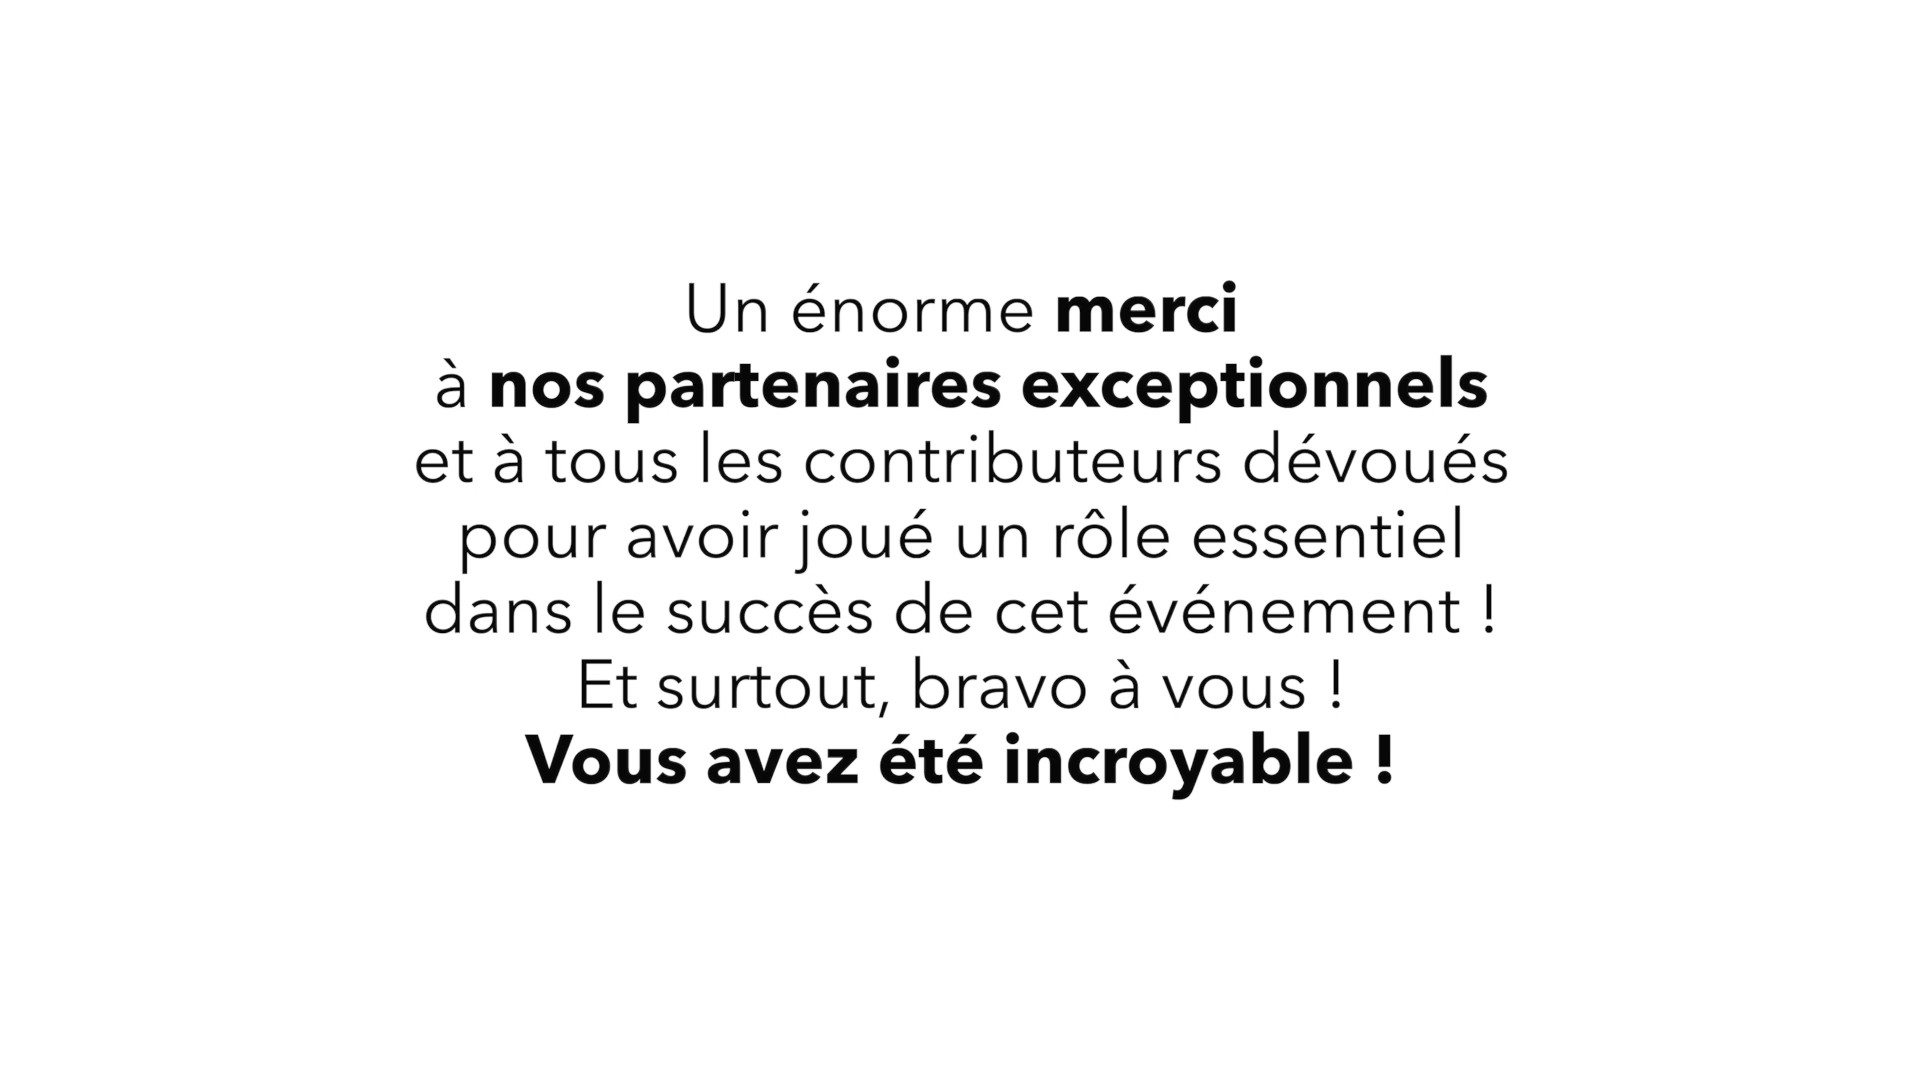 Un énorme merci
à nos partenaires exceptionnels
et à tous les contributeurs dévoués
pour avoir joué un rôle essentiel
dans le succès de cet événement !
Et surtout, bravo à vous !
Vous avez été incroyable !